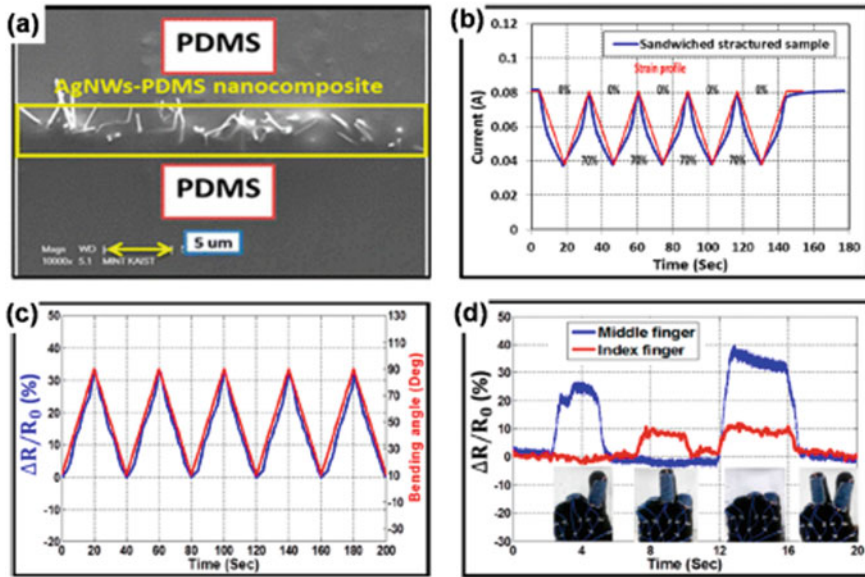 (a)
PDMS
AgNWs-PDMS nanocomposite
PDMS
Magn WD 5 um
10000x 5.1 MINT KAIST
(b)
Sandwiched stractured sample
Strain profile
0% 0% 0% 0% 0%
70% 70% 70% 70%
Current (A)
0.12
0.1
0.08
0.06
0.04
0.02
0
0 20 40 60 80 100 120 140 160 180
Time (Sec)
(c)
ΔR/R0 (%)
50
40
30
20
10
0
-10
-20
0 20 40 60 80 100 120 140 160 180 200
Time (Sec)
Bending angle (Deg)
130
110
90
70
50
30
10
-10
-30
(d)
Middle finger
Index finger
ΔR/R0 (%)
50
40
30
20
10
0
-10
-20
-30
0 4 8 12 16 20
Time (Sec)